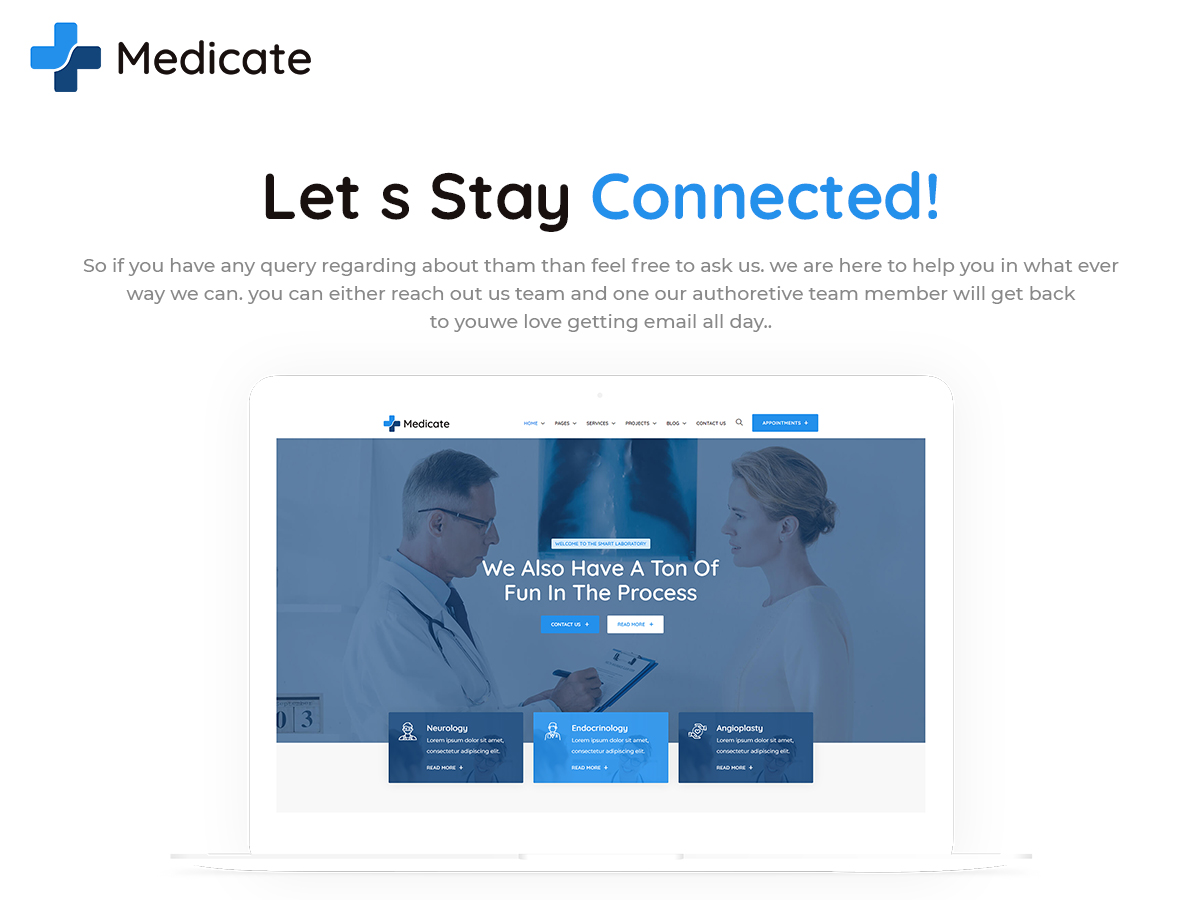 Medicate
Let s Stay Connected!
So if you have any query regarding about tham than feel free to ask us. we are here to help you in what ever
way we can. you can either reach out us team and one our authoretive team member will get back
to youwe love getting email all day..
Medicate HOME PAGES SERVICES PROJECTS BLOG CONTACT US APPOINTMENTS +
WELCOME TO THE SMART LABORATORY
We Also Have A Ton Of
Fun In The Process
CONTACT US + READ MORE +
0 3
Neurology
Lorem ipsum dolor sit amet,
consectetur adipiscing elit.
READ MORE +
Endocrinology
Lorem ipsum dolor sit amet,
consectetur adipiscing elit.
READ MORE +
Angioplasty
Lorem ipsum dolor sit amet,
consectetur adipiscing elit.
READ MORE +